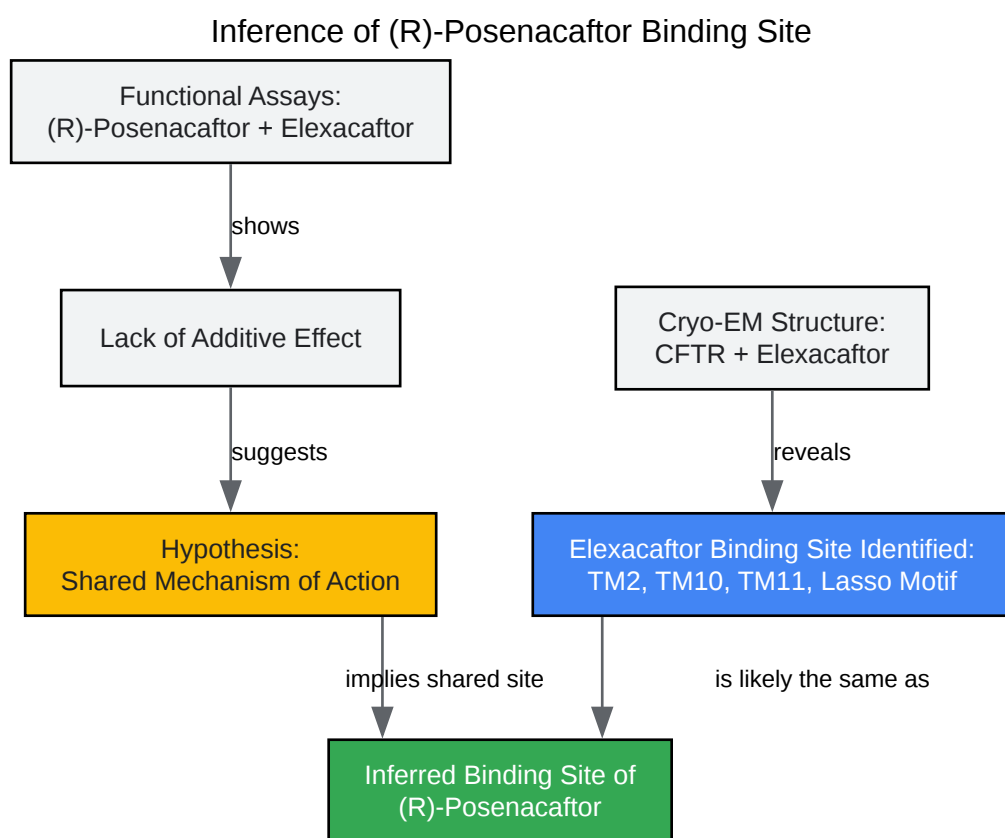 Inference of (R)-Posenacaftor Binding Site
Functional Assays:
(R)-Posenacaftor + Elexacaftor
shows
Lack of Additive Effect
Cryo-EM Structure:
CFTR + Elexacaftor
suggests
reveals
Hypothesis:
Shared Mechanism of Action
Elexacaftor Binding Site Identified:
TM2, TM10, TM11, Lasso Motif
implies shared site
is likely the same as
Inferred Binding Site of
(R)-Posenacaftor